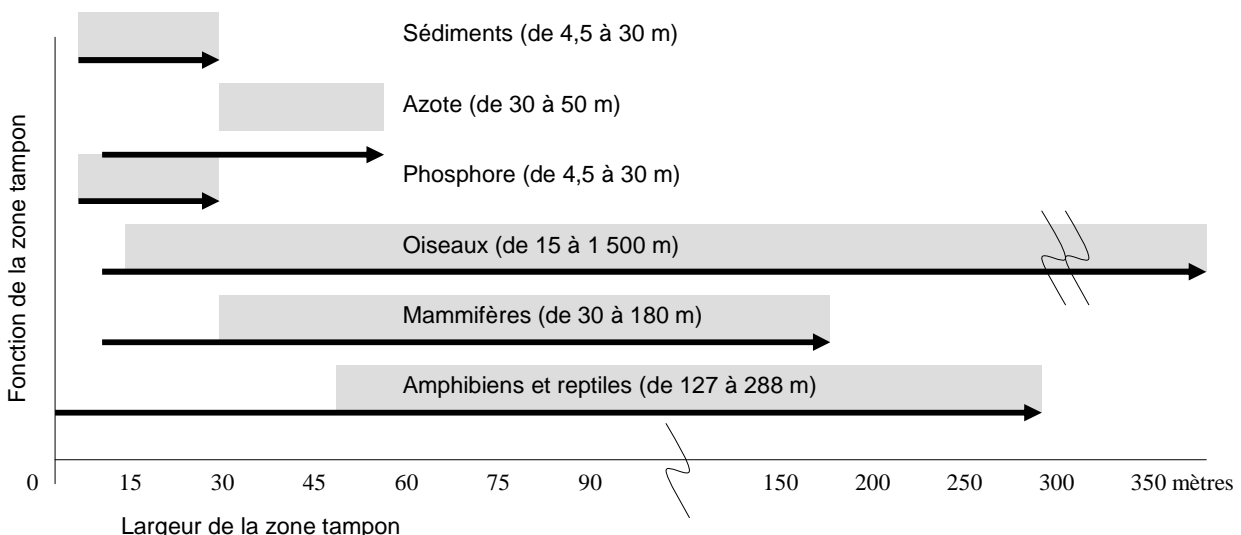 Sédiments (de 4,5 à 30 m)
Azote (de 30 à 50 m)
Phosphore (de 4,5 à 30 m)
Oiseaux (de 15 à 1 500 m)
Mammifères (de 30 à 180 m)
Amphibiens et reptiles (de 127 à 288 m)
Fonction de la zone tampon
0 15 30 45 60 75 90 150 200 250 300 350 mètres
Largeur de la zone tampon